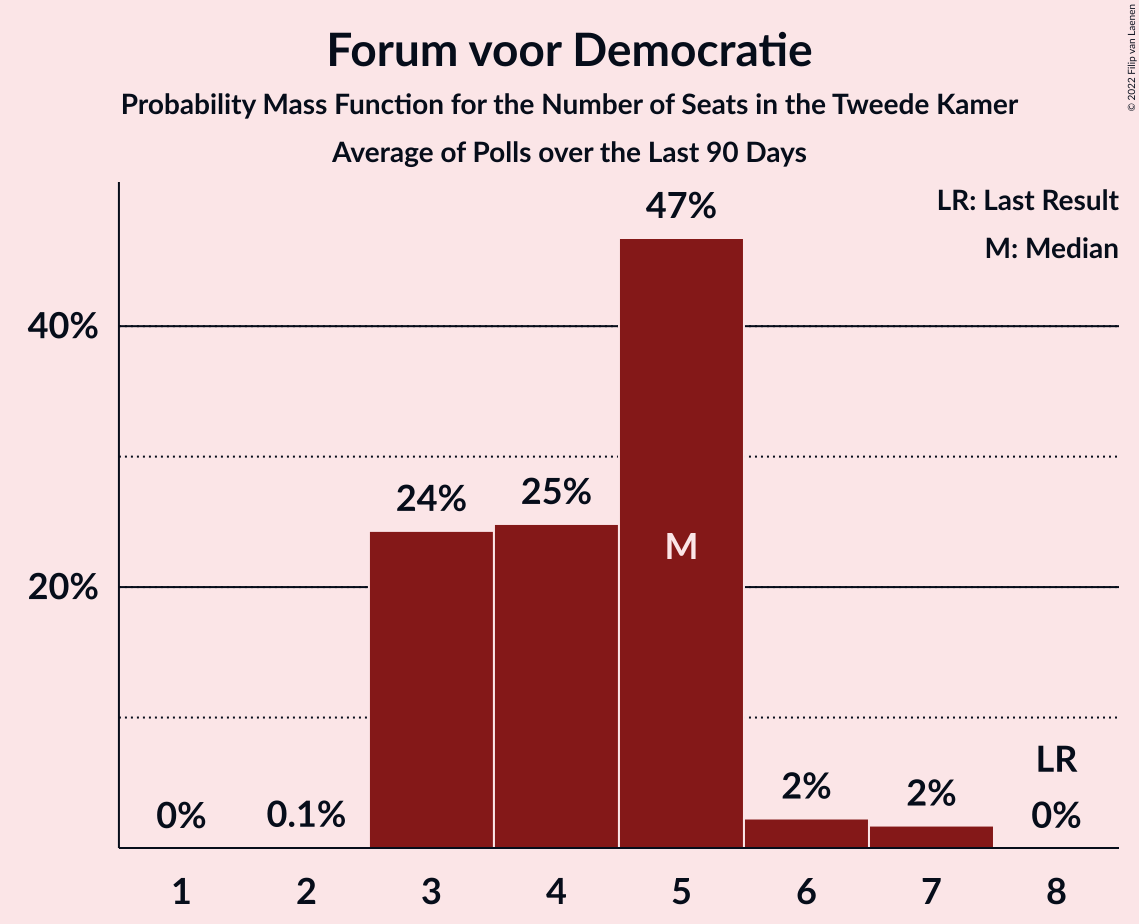 Forum voor Democratie
Probability Mass Function for the Number of Seats in the Tweede Kamer
Average of Polls over the Last 90 Days
© 2022 Filip van Laenen
LR: Last Result
M: Median
47%
40%
24%
25%
M
20%
LR
0%
0.1%
2%
2%
0%
1 2 3 4 5 6 7 8